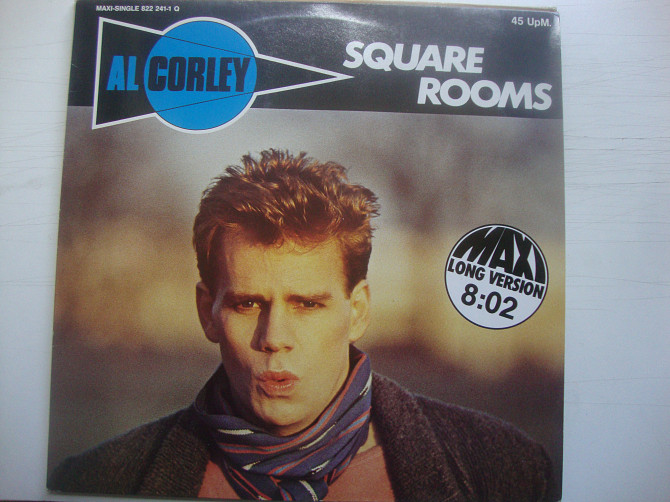 MAXI-SINGLE 822 241-1 Q
45 UpM.
AL CORLEY
SQUARE
ROOMS
MAXI
LONG VERSION
8:02